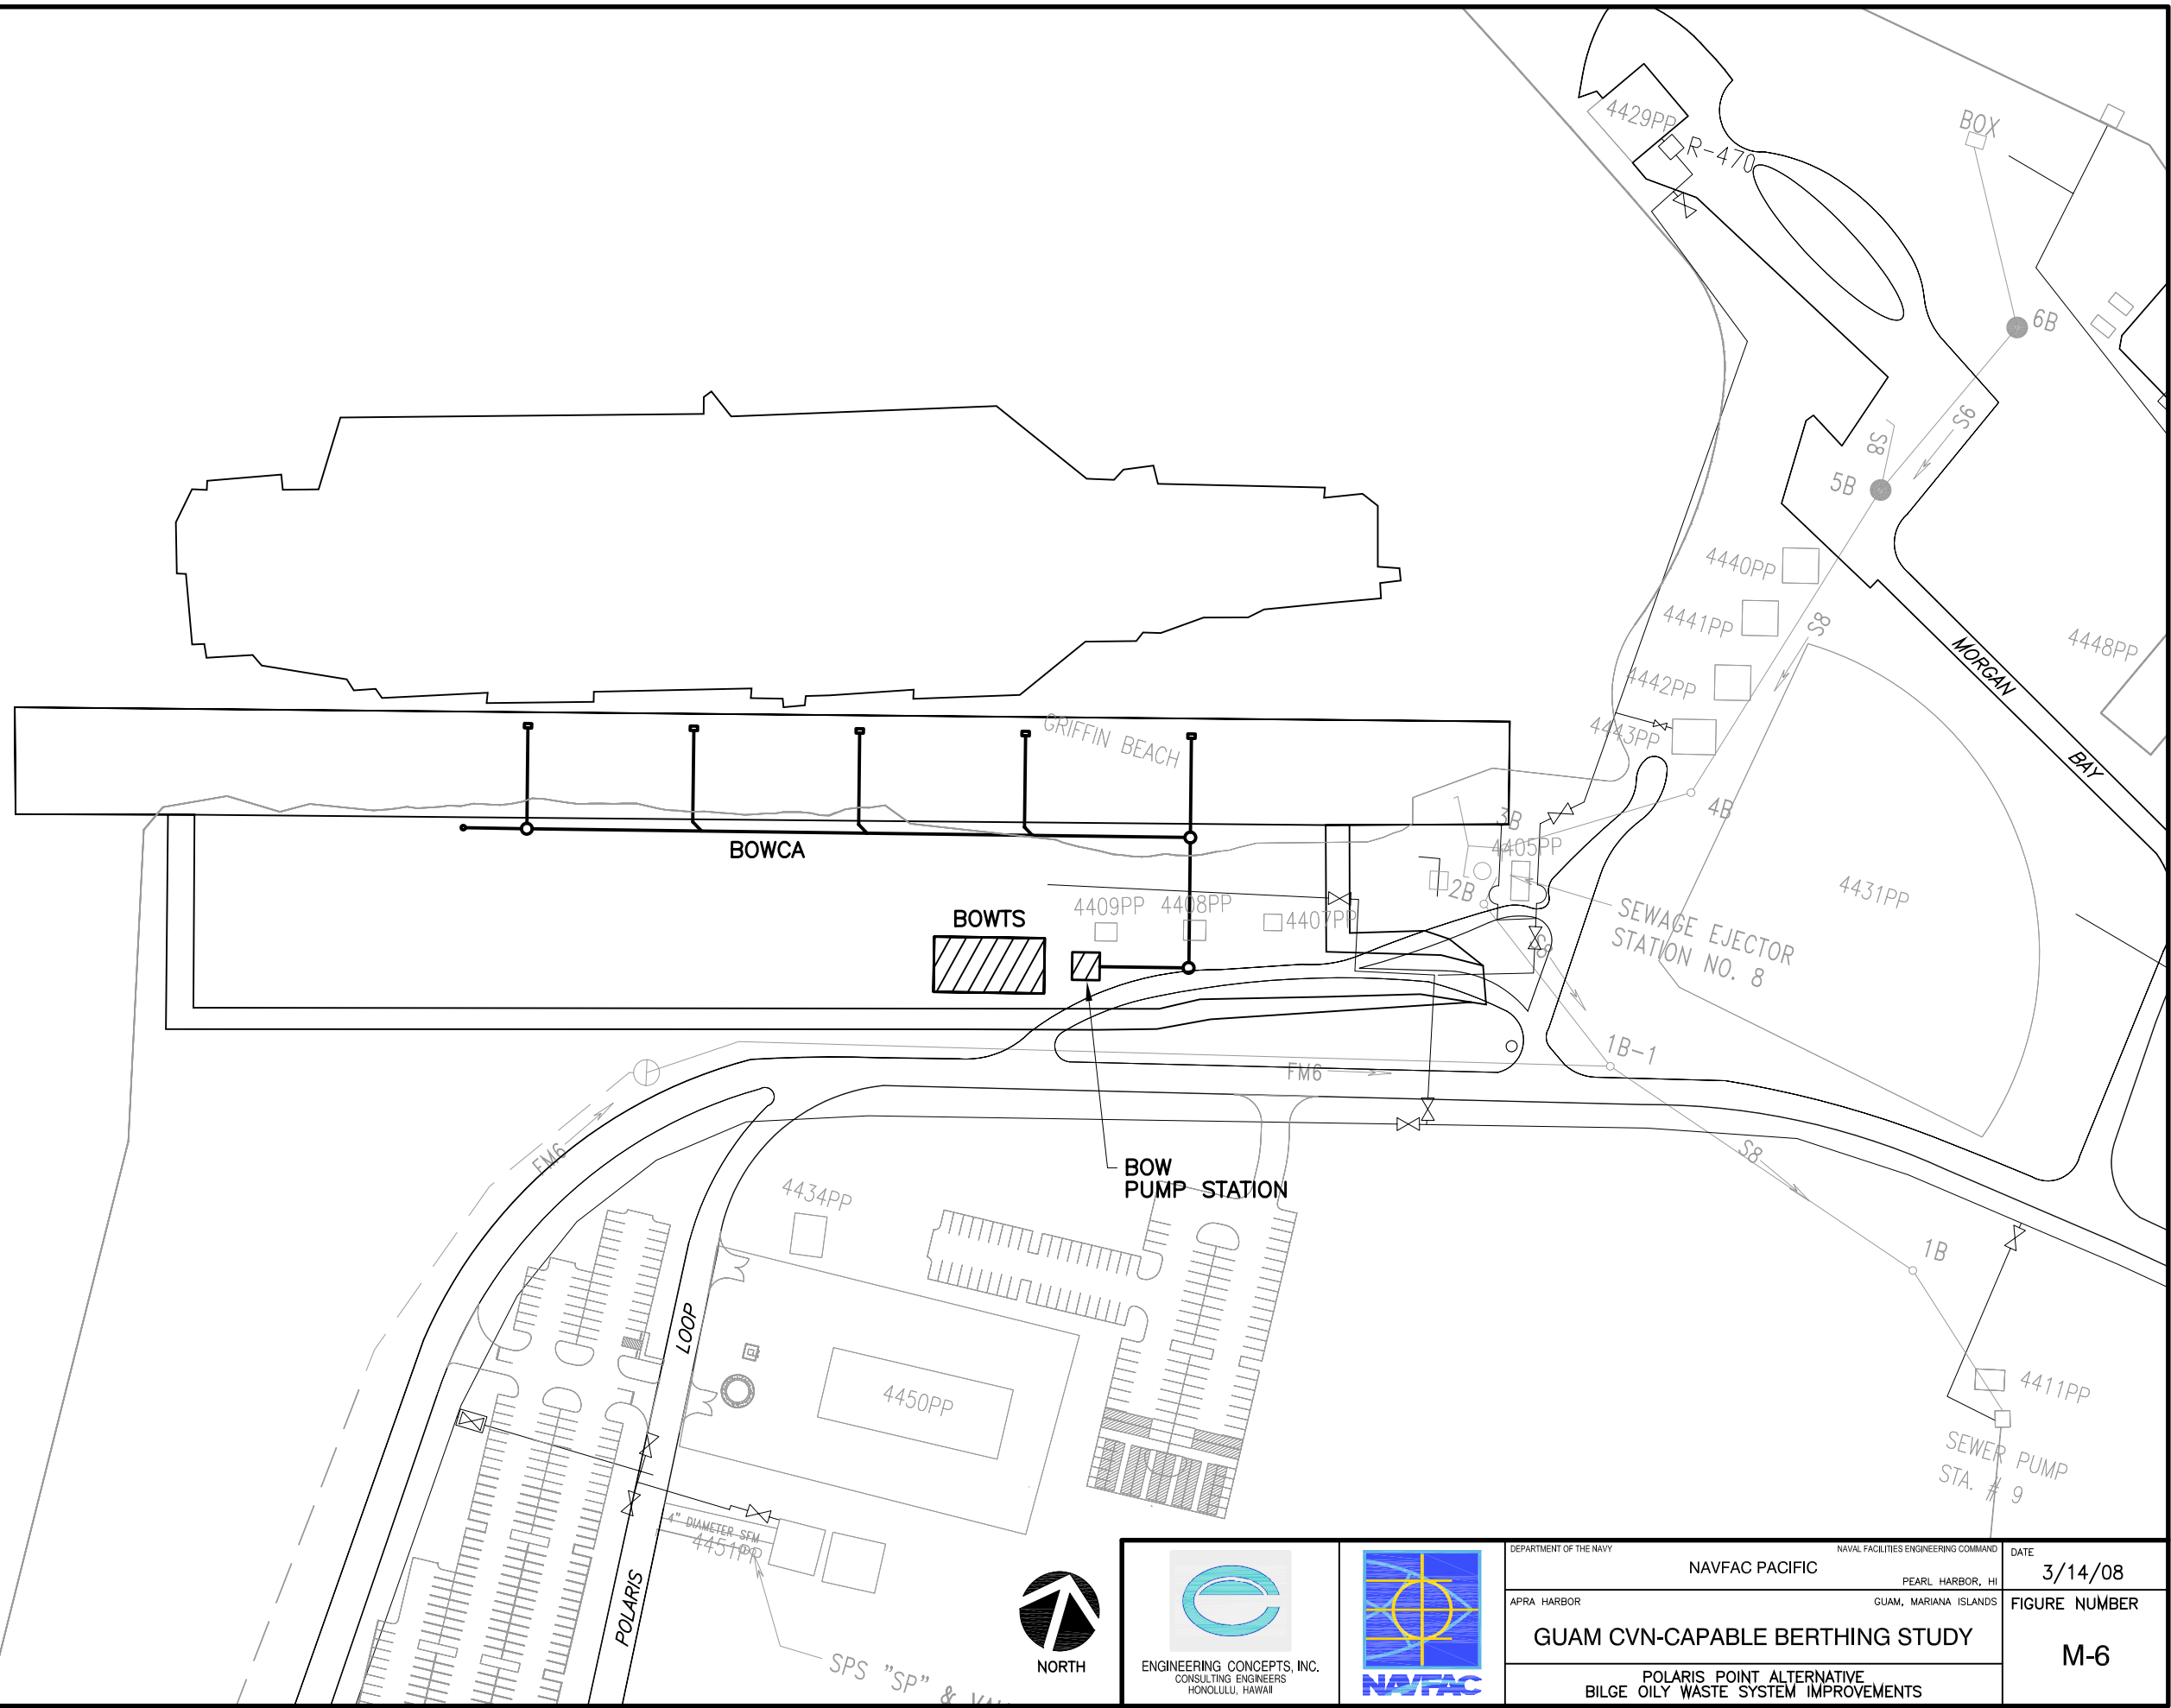 4429PP
R-470
BOX
6B
S6
S8
5B
4440PP
4441PP
S8
4442PP
4443PP
4448PP
MORGAN
BAY
GRIFFIN BEACH
4B
3B
4405PP
BOWCA
2B
4431PP
BOWTS
4409PP
4408PP
4407PP
SEWAGE EJECTOR
STATION NO. 8
S8
1B-1
FM6
FM6
BOW
PUMP STATION
S8
1B
4434PP
LOOP
4450PP
4411PP
SEWER PUMP
STA. # 9
4" DIAMETER SFM
4451PP
POLARIS
SPS "SP" &
NORTH
ENGINEERING CONCEPTS, INC.
CONSULTING ENGINEERS
HONOLULU, HAWAII
NAVFAC
DEPARTMENT OF THE NAVY
NAVAL FACILITIES ENGINEERING COMMAND
NAVFAC PACIFIC
PEARL HARBOR, HI
DATE
3/14/08
APRA HARBOR
GUAM, MARIANA ISLANDS
GUAM CVN-CAPABLE BERTHING STUDY
POLARIS POINT ALTERNATIVE
BILGE OILY WASTE SYSTEM IMPROVEMENTS
FIGURE NUMBER
M-6